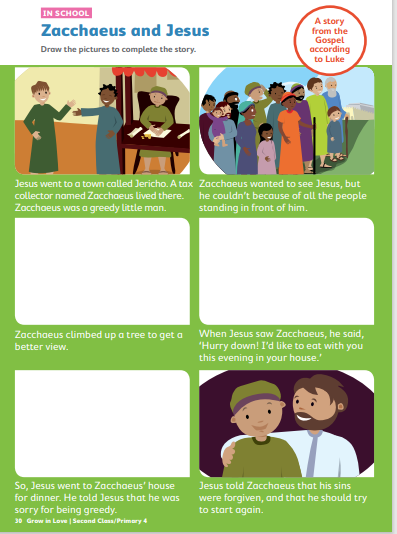 IN SCHOOL
Zacchaeus and Jesus
Draw the pictures to complete the story.
A story
from the
Gospel
according
to Luke
Jesus went to a town called Jericho. A tax
collector named Zacchaeus lived there.
Zacchaeus was a greedy little man.
Zacchaeus wanted to see Jesus, but
he couldn't because of all the people
standing in front of him.
Zacchaeus climbed up a tree to get a
better view.
When Jesus saw Zacchaeus, he said,
‘Hurry down! I'd like to eat with you
this evening in your house.’
So, Jesus went to Zacchaeus’ house
for dinner. He told Jesus that he was
sorry for being greedy.
Jesus told Zacchaeus that his sins
were forgiven, and that he should try
to start again.
30 Grow in Love | Second Class/Primary 4